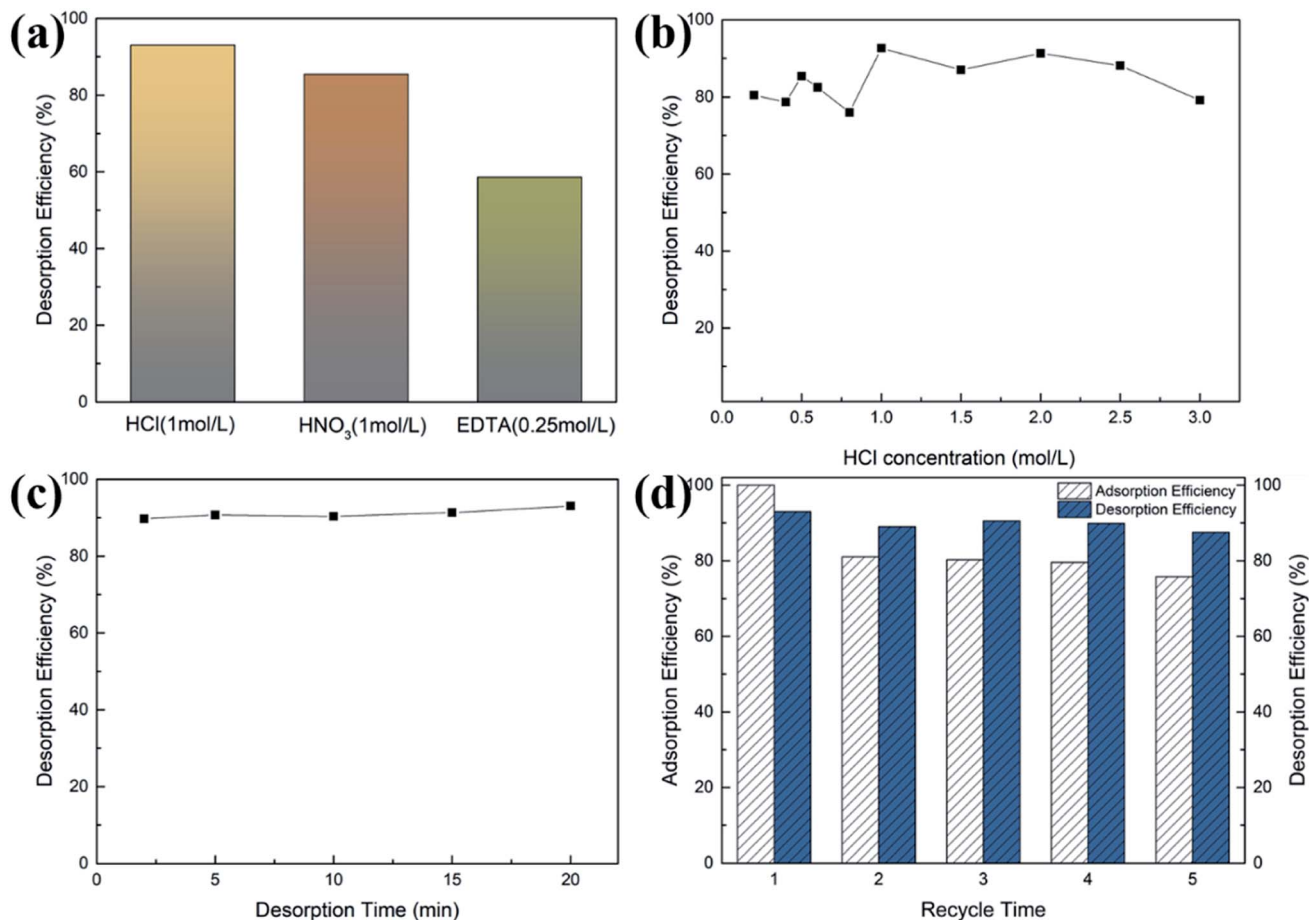 (a)
100
80
60
40
20
0
Desorption Efficiency (%)
HCl(1mol/L) HNO₃(1mol/L) EDTA(0.25mol/L)
(b)
100
80
60
40
20
Desorption Efficiency (%)
0.0 0.5 1.0 1.5 2.0 2.5 3.0
HCl concentration (mol/L)
(c)
100
80
60
40
20
0
Desorption Efficiency (%)
0 5 10 15 20
Desorption Time (min)
(d)
100
80
60
40
20
0
Adsorption Efficiency (%)
Adsorption Efficiency
Desorption Efficiency
100
80
60
40
20
0
Desorption Efficiency (%)
1 2 3 4 5
Recycle Time